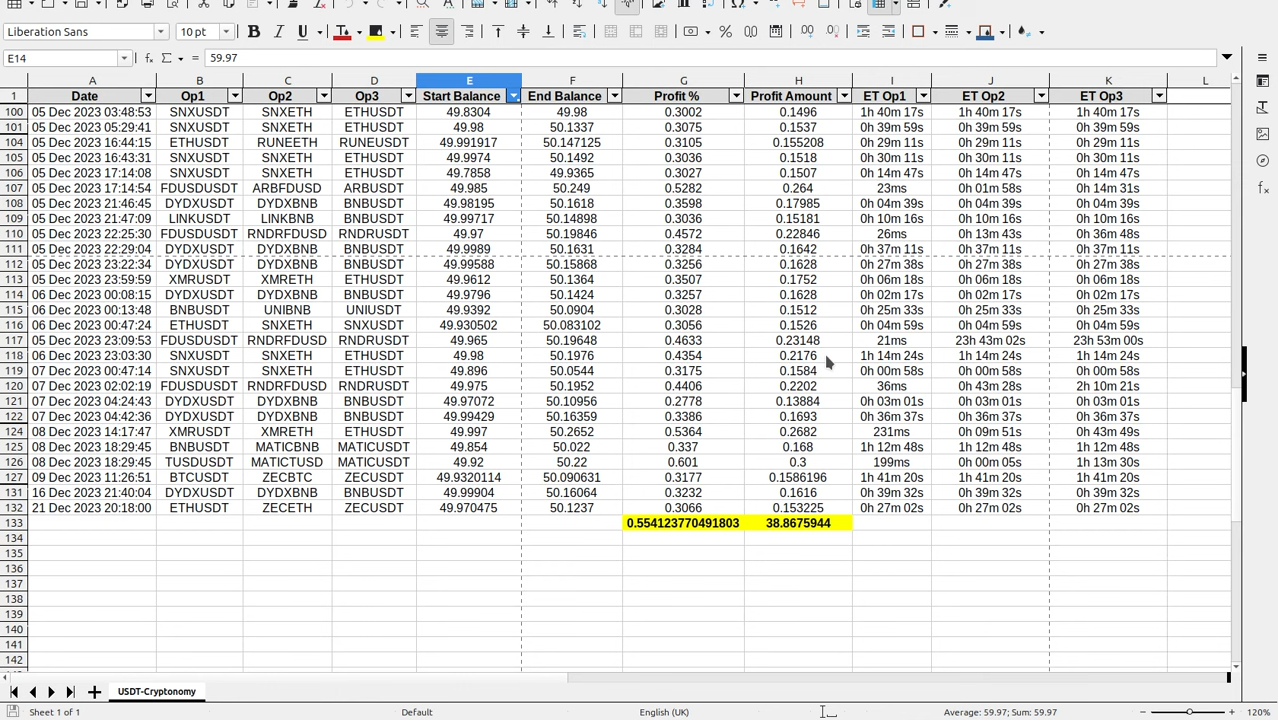 Liberation Sans 10 pt B I U
E14 59.97
A B C D E F G H I J K L
1 Date Op1 Op2 Op3 Start Balance End Balance Profit % Profit Amount ET Op1 ET Op2 ET Op3
100 05 Dec 2023 03:48:53 SNXUSDT SNXETH ETHUSDT 49.8304 49.98 0.3002 0.1496 1h 40m 17s 1h 40m 17s 1h 40m 17s
101 05 Dec 2023 05:29:41 SNXUSDT SNXETH ETHUSDT 49.98 50.1337 0.3075 0.1537 0h 39m 59s 0h 39m 59s 0h 39m 59s
104 05 Dec 2023 16:44:15 ETHUSDT RUNEETH RUNEUSDT 49.991917 50.147125 0.3105 0.155208 0h 29m 11s 0h 29m 11s 0h 29m 11s
105 05 Dec 2023 16:43:31 SNXUSDT SNXETH ETHUSDT 49.9974 50.1492 0.3036 0.1518 0h 30m 11s 0h 30m 11s 0h 30m 11s
106 05 Dec 2023 17:14:08 SNXUSDT SNXETH ETHUSDT 49.7858 49.9365 0.3027 0.1507 0h 14m 47s 0h 14m 47s 0h 14m 47s
107 05 Dec 2023 17:14:54 FDUSDUSDT ARBFDUSD ARBUSDT 49.985 50.249 0.5282 0.264 23ms 0h 01m 58s 0h 14m 31s
108 05 Dec 2023 21:46:45 DYDXUSDT DYDXBNB BNBUSDT 49.98195 50.1618 0.3598 0.17985 0h 04m 39s 0h 04m 39s 0h 04m 39s
109 05 Dec 2023 21:47:09 LINKUSDT LINKBNB BNBUSDT 49.99717 50.14898 0.3036 0.15181 0h 10m 16s 0h 10m 16s 0h 10m 16s
110 05 Dec 2023 22:25:30 FDUSDUSDT RNDRFDUSD RNDRUSDT 49.97 50.19846 0.4572 0.22846 26ms 0h 13m 43s 0h 36m 48s
111 05 Dec 2023 22:29:04 DYDXUSDT DYDXBNB BNBUSDT 49.9989 50.1631 0.3284 0.1642 0h 37m 11s 0h 37m 11s 0h 37m 11s
112 05 Dec 2023 23:22:34 DYDXUSDT DYDXBNB BNBUSDT 49.99588 50.15868 0.3256 0.1628 0h 27m 38s 0h 27m 38s 0h 27m 38s
113 05 Dec 2023 23:59:59 XMRUSDT XMRETH ETHUSDT 49.9612 50.1364 0.3507 0.1752 0h 06m 18s 0h 06m 18s 0h 06m 18s
114 06 Dec 2023 00:08:15 DYDXUSDT DYDXBNB BNBUSDT 49.9796 50.1424 0.3257 0.1628 0h 02m 17s 0h 02m 17s 0h 02m 17s
115 06 Dec 2023 00:13:48 BNBUSDT UNIBNB UNIUSDT 49.9392 50.0904 0.3028 0.1512 0h 25m 33s 0h 25m 33s 0h 25m 33s
116 06 Dec 2023 00:47:24 ETHUSDT SNXETH SNXUSDT 49.930502 50.083102 0.3056 0.1526 0h 04m 59s 0h 04m 59s 0h 04m 59s
117 06 Dec 2023 23:09:53 FDUSDUSDT RNDRFDUSD RNDRUSDT 49.965 50.19648 0.4633 0.23148 21ms 23h 43m 02s 23h 53m 00s
118 06 Dec 2023 23:03:30 SNXUSDT SNXETH ETHUSDT 49.98 50.1976 0.4354 0.2176 1h 14m 24s 1h 14m 24s 1h 14m 24s
119 07 Dec 2023 00:47:14 SNXUSDT SNXETH ETHUSDT 49.896 50.0544 0.3175 0.1584 0h 00m 58s 0h 00m 58s 0h 00m 58s
120 07 Dec 2023 02:02:19 FDUSDUSDT RNDRFDUSD RNDRUSDT 49.975 50.1952 0.4406 0.2202 36ms 0h 43m 28s 2h 10m 21s
121 07 Dec 2023 04:24:43 DYDXUSDT DYDXBNB BNBUSDT 49.97072 50.10956 0.2778 0.13884 0h 03m 01s 0h 03m 01s 0h 03m 01s
122 07 Dec 2023 04:42:36 DYDXUSDT DYDXBNB BNBUSDT 49.99429 50.16359 0.3386 0.1693 0h 36m 37s 0h 36m 37s 0h 36m 37s
124 08 Dec 2023 14:17:47 XMRUSDT XMRETH ETHUSDT 49.997 50.2652 0.5364 0.2682 231ms 0h 09m 51s 0h 43m 49s
125 08 Dec 2023 18:29:45 BNBUSDT MATICBNB MATICUSDT 49.854 50.022 0.337 0.168 1h 12m 48s 1h 12m 48s 1h 12m 48s
126 08 Dec 2023 18:29:45 TUSDUSDT MATICTUSD MATICUSDT 49.92 50.22 0.601 0.3 199ms 0h 00m 05s 1h 13m 30s
127 09 Dec 2023 11:26:51 BTCUSDT ZECBTC ZECUSDT 49.9320114 50.090631 0.3177 0.1586196 1h 41m 20s 1h 41m 20s 1h 41m 20s
131 16 Dec 2023 21:40:04 DYDXUSDT DYDXBNB BNBUSDT 49.99904 50.16064 0.3232 0.1616 0h 39m 32s 0h 39m 32s 0h 39m 32s
132 21 Dec 2023 20:18:00 ETHUSDT ZECETH ZECUSDT 49.970475 50.1237 0.3066 0.153225 0h 27m 02s 0h 27m 02s 0h 27m 02s
133 0.554123770491803 38.8675944
134
135
136
137
138
139
140
141
142
USDT-Cryptonomy
Sheet 1 of 1 Default English (UK) Average: 59.97; Sum: 59.97 120%